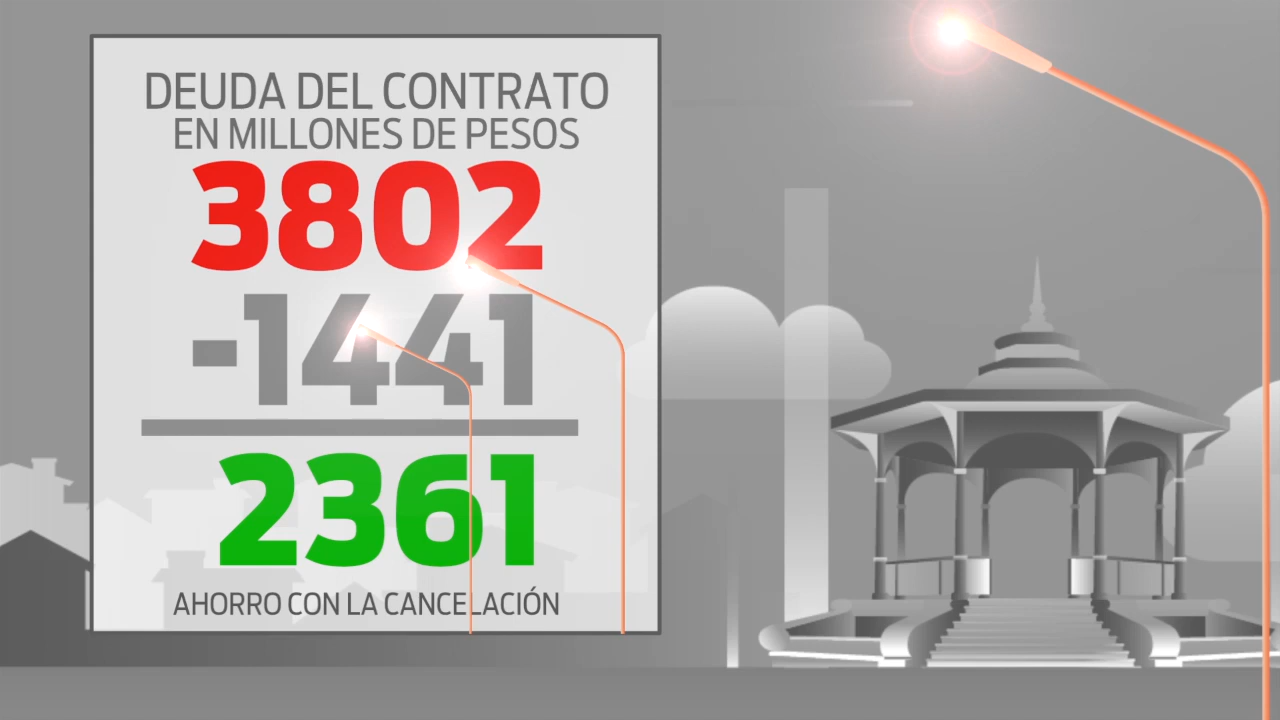 DEUDA DEL CONTRATO
EN MILLONES DE PESOS
3802
-1441
2361
AHORRO CON LA CANCELACIÓN